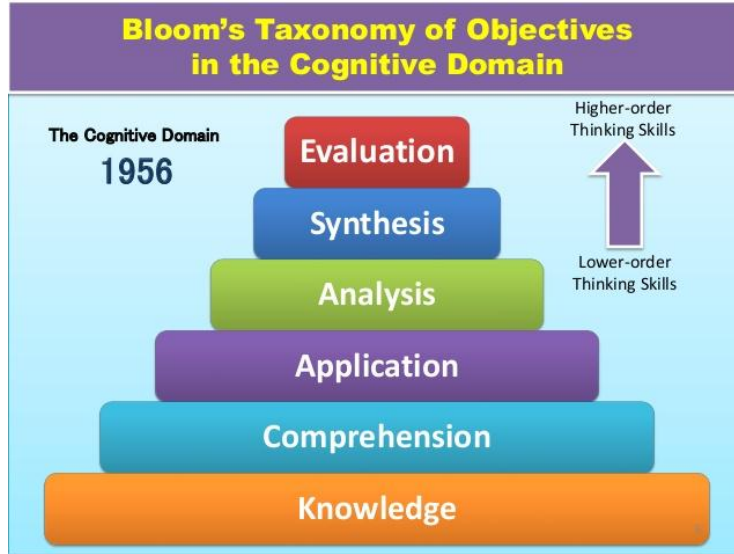 Bloom's Taxonomy of Objectives
in the Cognitive Domain
The Cognitive Domain
1956
Higher-order
Thinking Skills
Lower-order
Thinking Skills
Evaluation
Synthesis
Analysis
Application
Comprehension
Knowledge